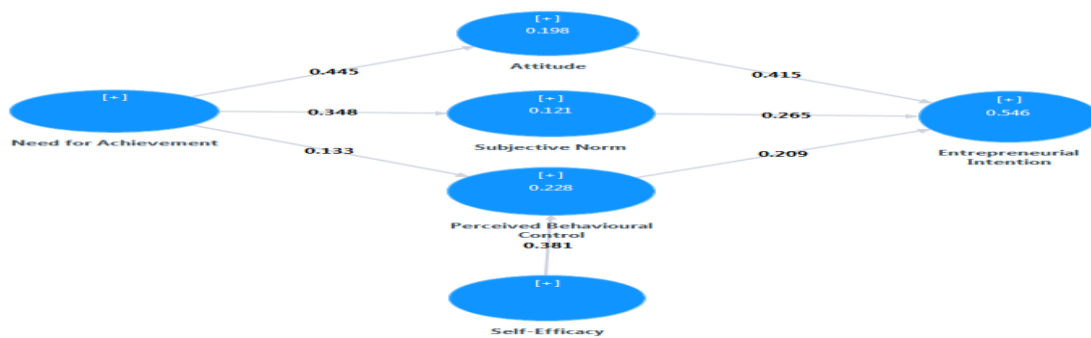 [+]
0.198
Attitude
0.445
0.415
[+]
Need for Achievement
0.348
[+]
0.121
Subjective Norm
0.265
[+]
0.546
Entrepreneurial
Intention
0.133
0.209
[+]
0.228
Perceived Behavioural
Control
0.381
[+]
Self-Efficacy